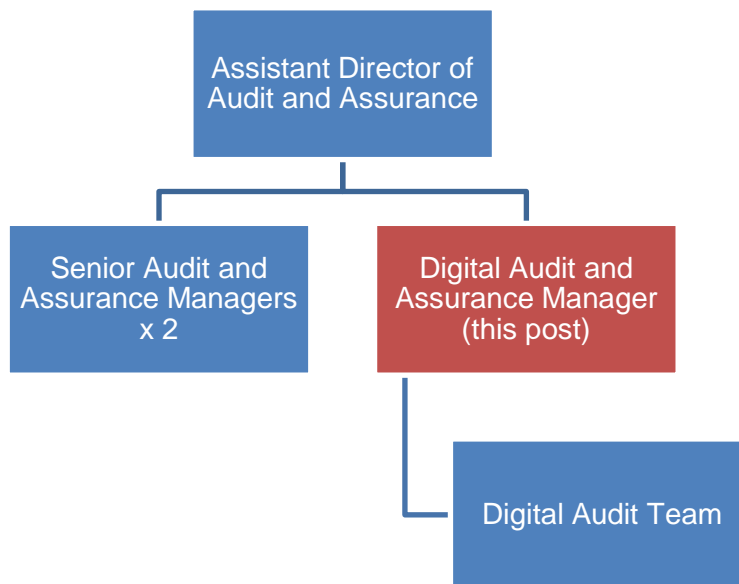 Assistant Director of
Audit and Assurance
Senior Audit and
Assurance Managers
x 2
Digital Audit and
Assurance Manager
(this post)
Digital Audit Team